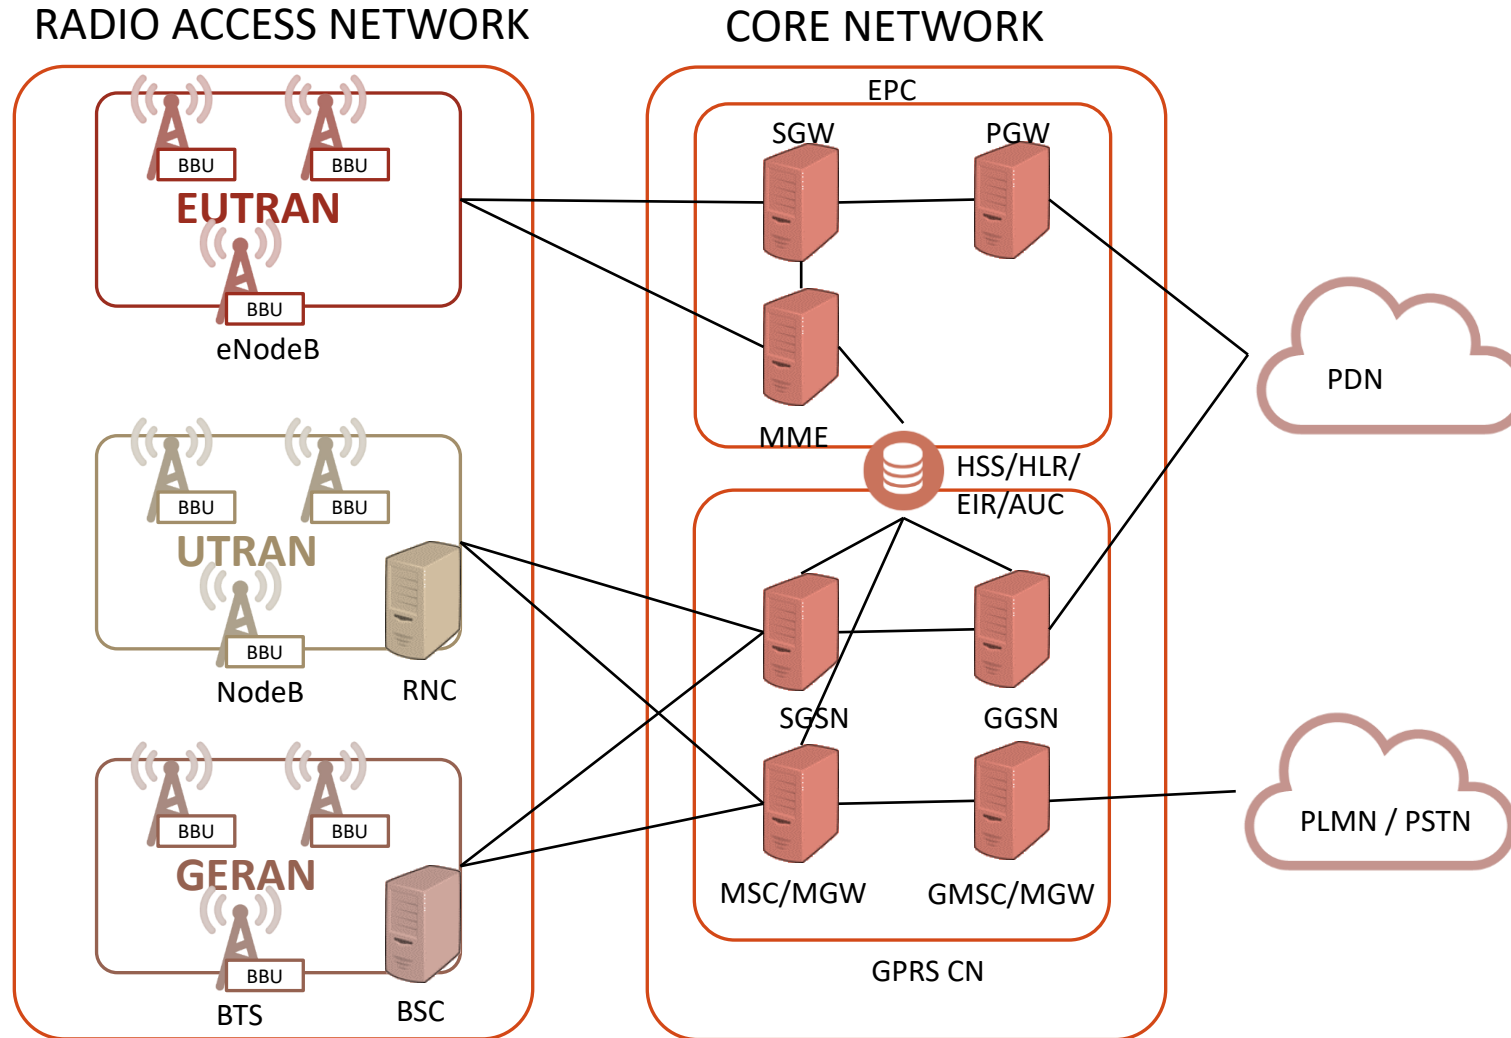 RADIO ACCESS NETWORK
CORE NETWORK
BBU
BBU
EUTRAN
BBU
eNodeB
BBU
BBU
UTRAN
BBU
NodeB
RNC
BBU
BBU
GERAN
BBU
BTS
BSC
EPC
SGW
PGW
MME
HSS/HLR/
EIR/AUC
SGSN
GGSN
MSC/MGW
GMSC/MGW
GPRS CN
PDN
PLMN / PSTN